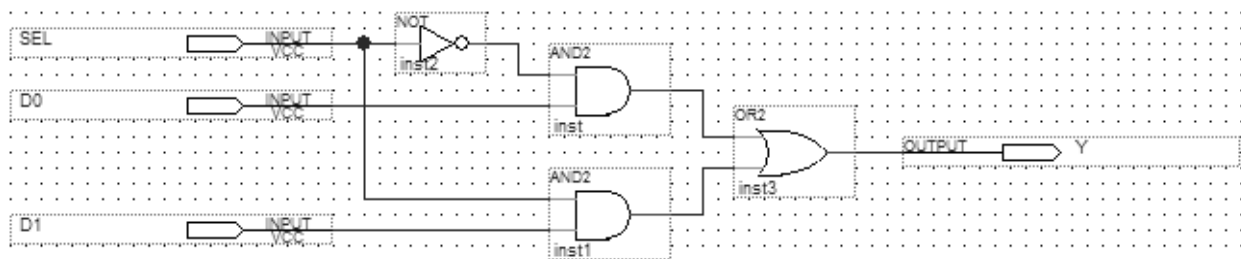 NOT
SEL INPUT
VCC
inst2
AND2
D0 INPUT
VCC
OR2
inst
OUTPUT Y
AND2
inst3
D1 INPUT
VCC
inst1